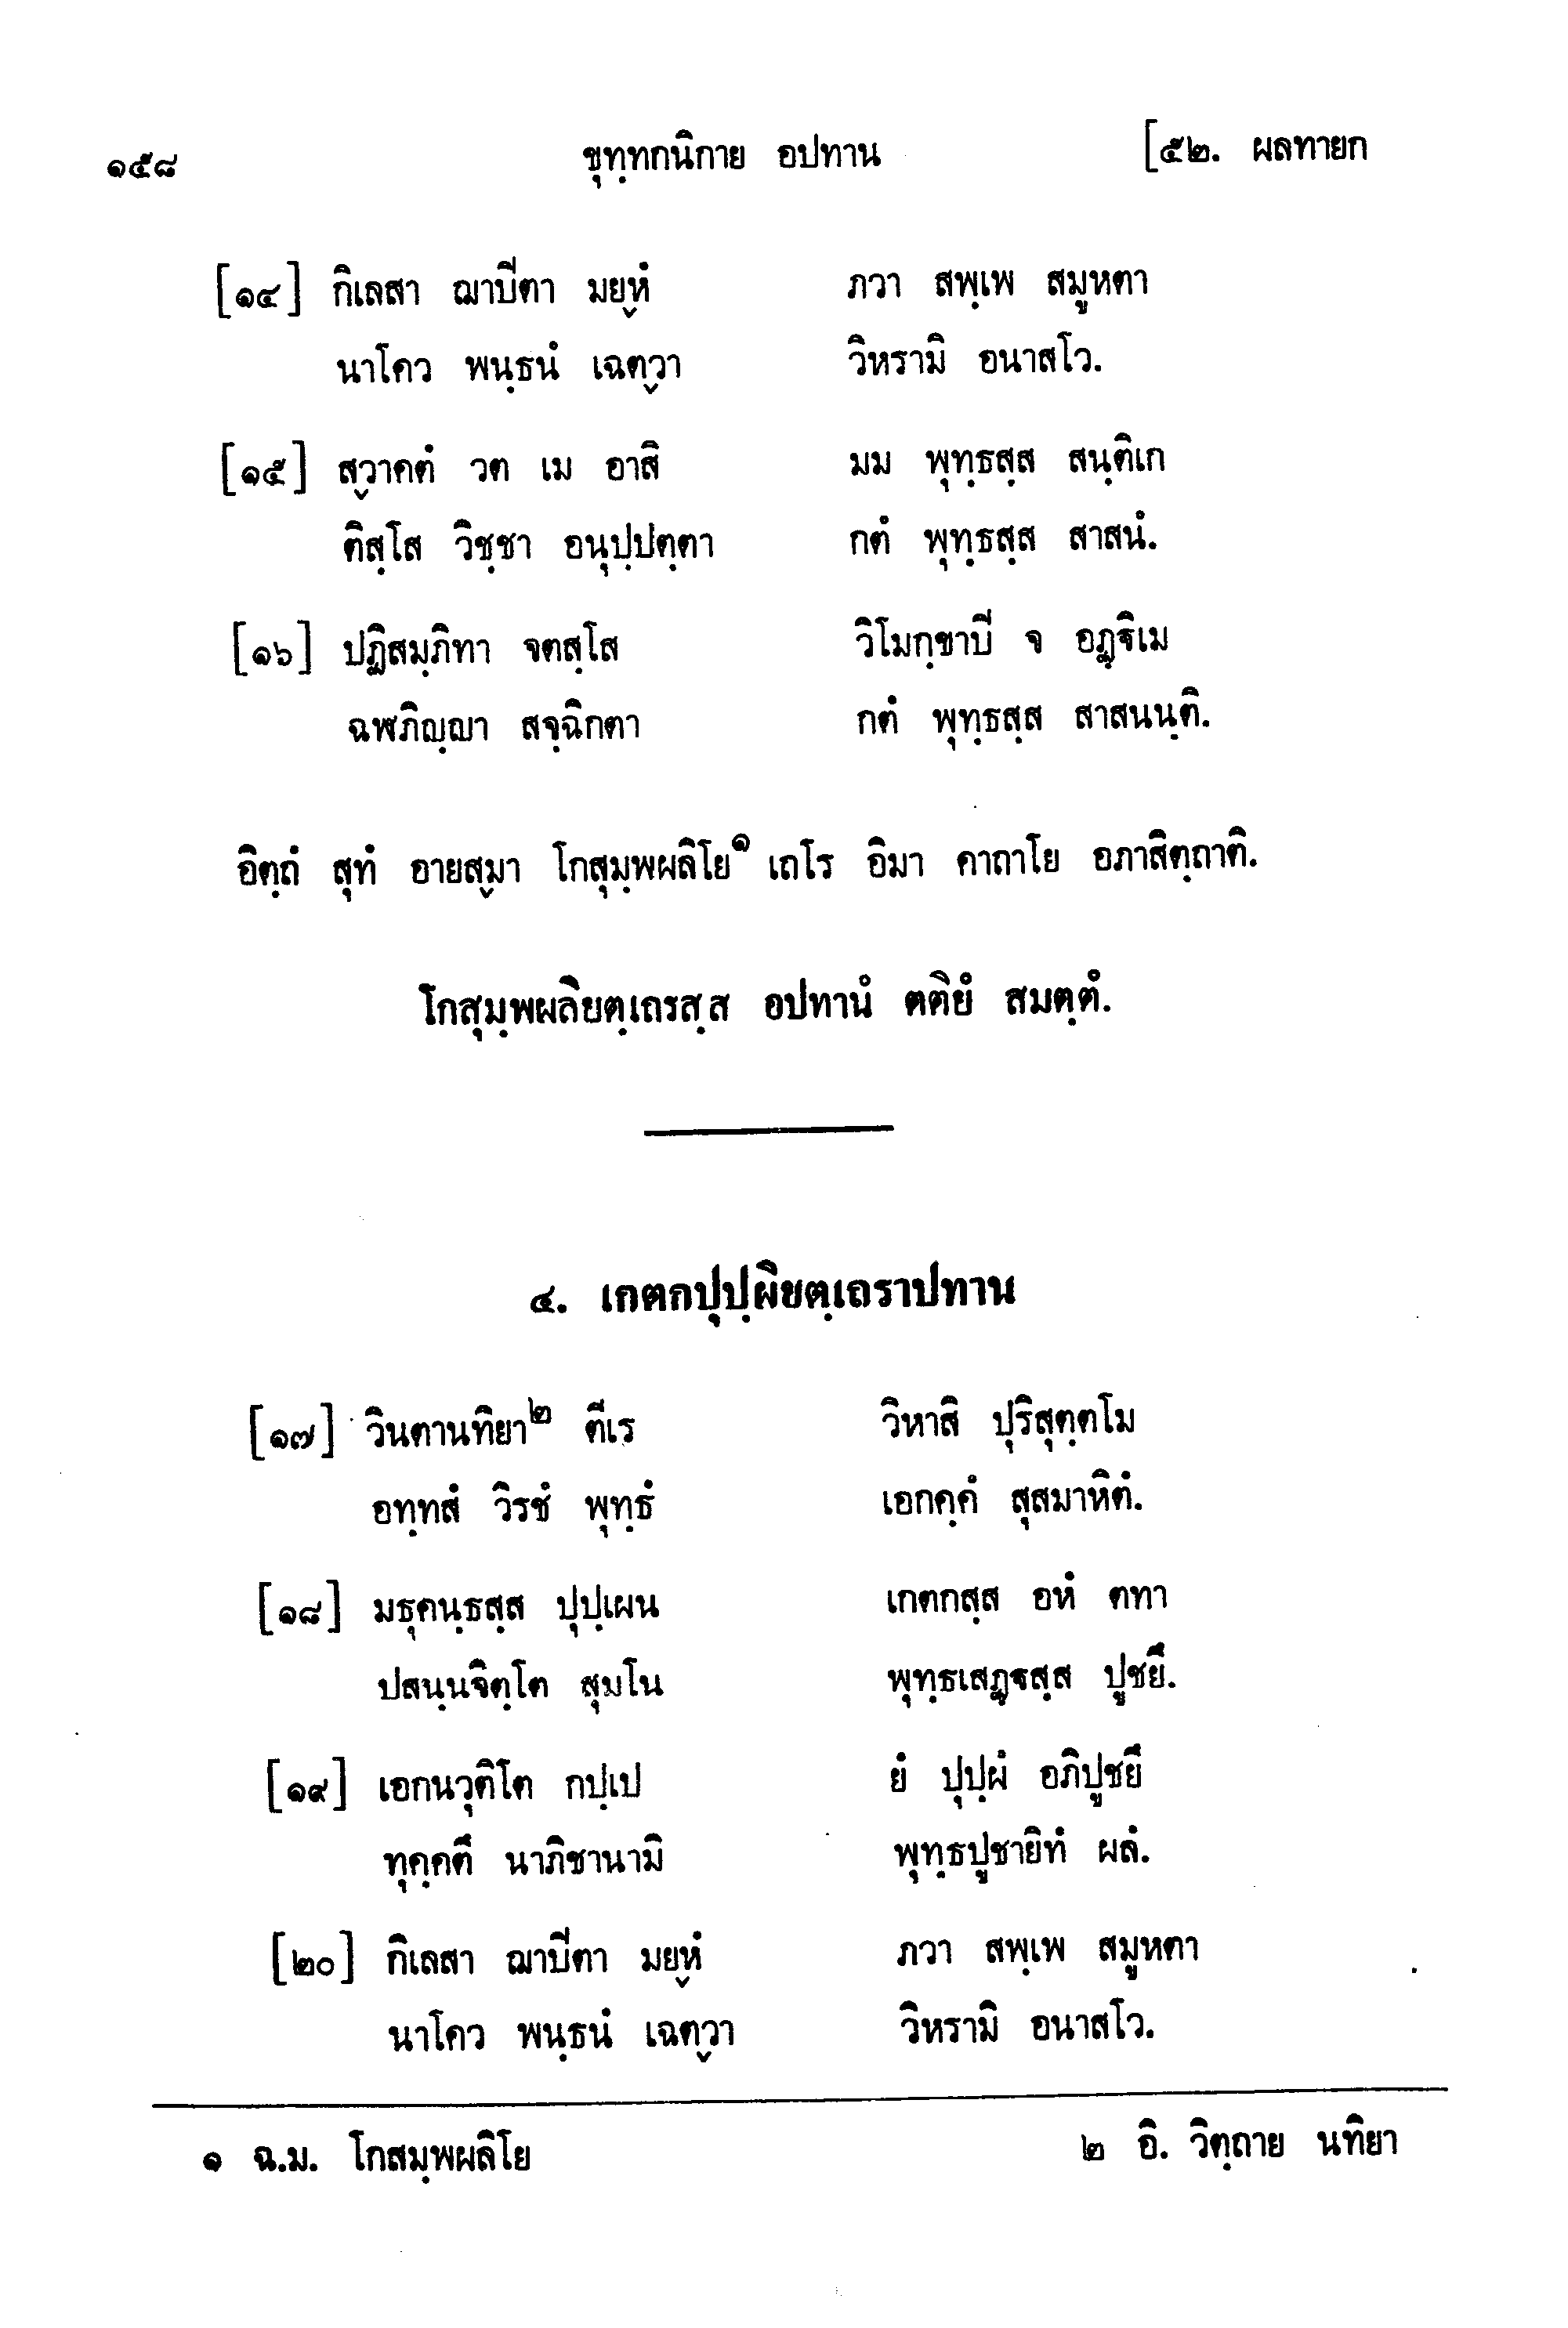 ๑๕๘ ขุทฺทกนิกาย อปทาน [๕๒. ผลทายก
[๑๔] กิเลสา ฌาปีตา มยฺหํ ภวา สพฺเพ สมูหตา
นาโคว พนฺธนํ เฉตฺวา วิหรามิ อนาสโว.
[๑๕] สฺวาคตํ วต เม อาสิ มม พุทฺธสฺส สนฺติเก
ติสฺโส วิชฺชา อนุปฺปตฺตา กตํ พุทฺธสฺส สาสนํ.
[๑๖] ปฏิสมฺภิทา จตสฺโส วิโมกฺขาปี จ อฏฺฐิเม
ฉฬภิญฺญา สจฺฉิกตา กตํ พุทฺธสฺส สาสนนฺติ.
อิตฺถํ สุทํ อายสฺมา โกสุมฺพผลิโย๑ เถโร อิมา คาถาโย อภาสิตฺถาติ.
โกสุมฺพผลิยตฺเถรสฺส อปทานํ ตติยํ สมตฺตํ.
๔. เกตกปุปฺผิยตฺเถราปทาน
[๑๗] วินตานทิยา๒ ตีเร วิหาสิ ปุริสุตฺตโม
อทฺทสํ วิรชํ พุทฺธํ เอกคฺคํ สุสมาหิตํ.
[๑๘] มธุคนฺธสฺส ปุปฺเผน เกตกสฺส อหํ ตทา
ปสนฺนจิตฺโต สุมโน พุทฺธเสฏฺฐสฺส ปูชยึ.
[๑๙] เอกนวุติโต กปฺเป ยํ ปุปฺผํ อภิปูชยึ
ทุคฺคตึ นาภิชานามิ พุทฺธปูชายิทํ ผลํ.
[๒๐] กิเลสา ฌาปีตา มยฺหํ ภวา สพฺเพ สมูหตา
นาโคว พนฺธนํ เฉตฺวา วิหรามิ อนาสโว.
๑ ฉ.ม. โกสมฺพผลิโย ๒ อิ. วิตฺถาย นทิยา